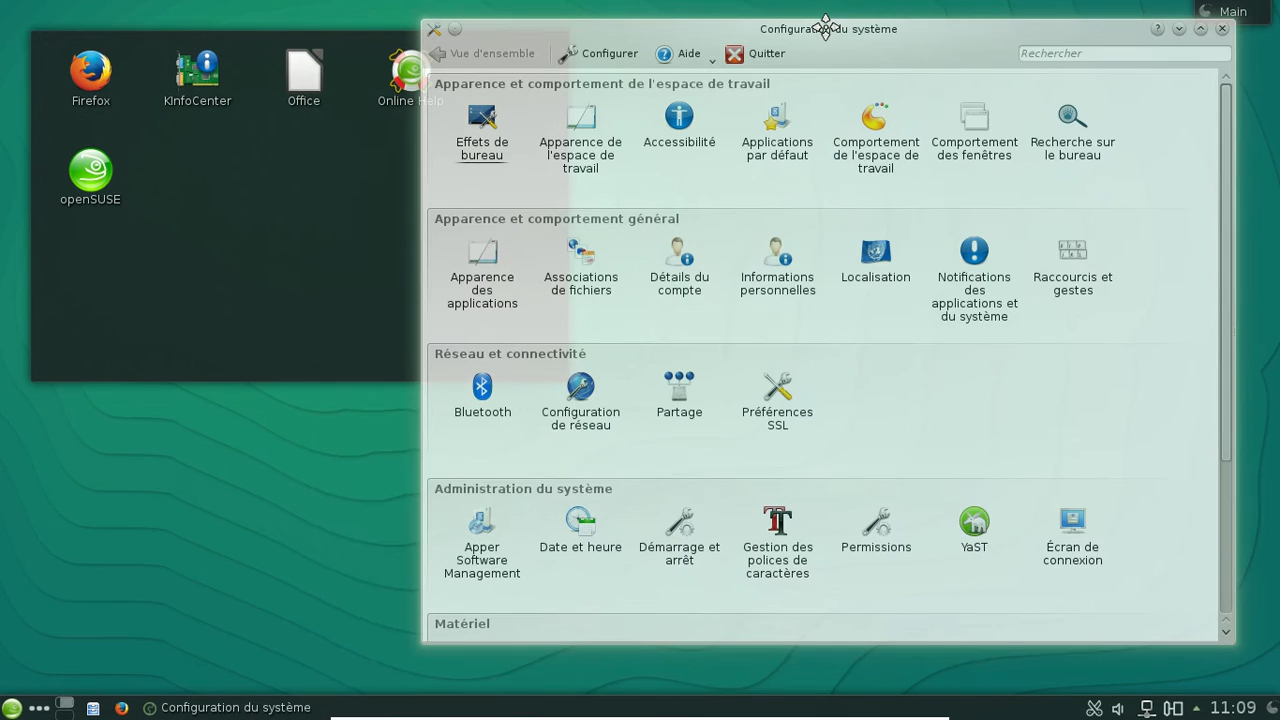 Main
Configuration du système
Vue d'ensemble Configurer Aide Quitter Rechercher
Firefox KInfoCenter Office Online Help
openSUSE
Apparence et comportement de l'espace de travail
Effets de bureau
Apparence de l'espace de travail
Accessibilité
Applications par défaut
Comportement de l'espace de travail
Comportement des fenêtres
Recherche sur le bureau
Apparence et comportement général
Apparence des applications
Associations de fichiers
Détails du compte
Informations personnelles
Localisation
Notifications des applications et du système
Raccourcis et gestes
Réseau et connectivité
Bluetooth
Configuration de réseau
Partage
Préférences SSL
Administration du système
Apper Software Management
Date et heure
Démarrage et arrêt
Gestion des polices de caractères
Permissions
YaST
Écran de connexion
Matériel
Configuration du système
11:09